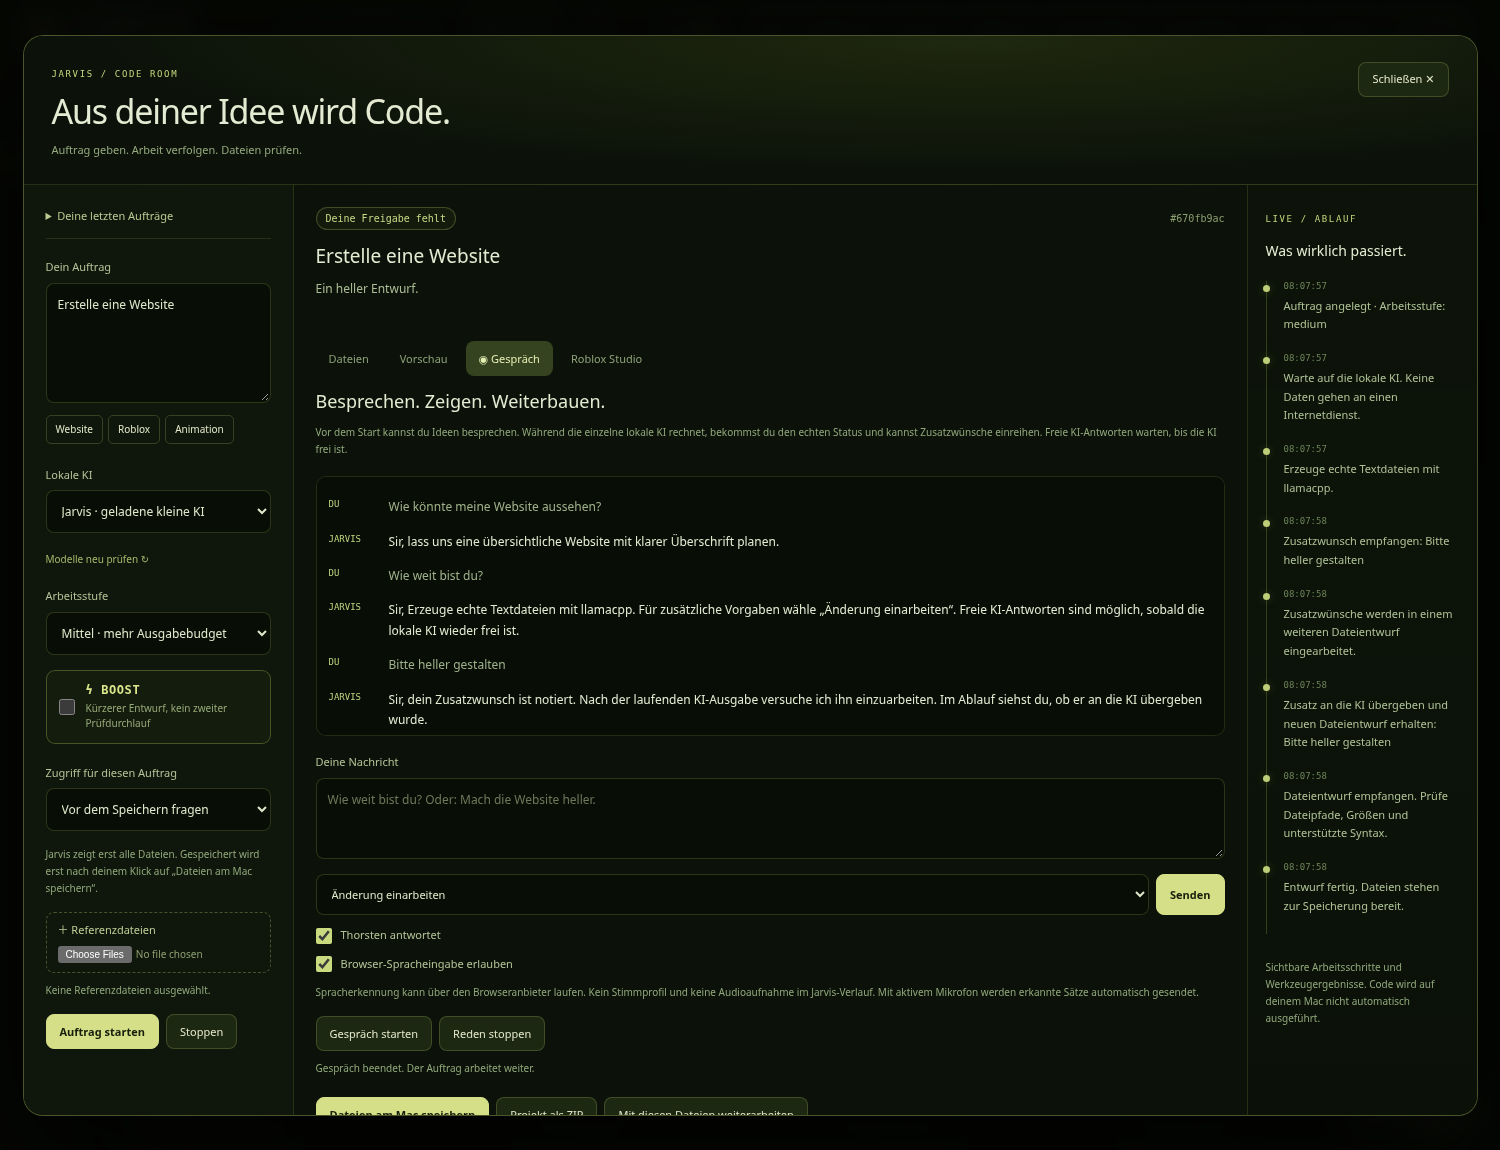 JARVIS / CODE ROOM
Aus deiner Idee wird Code.
Auftrag geben. Arbeit verfolgen. Dateien prüfen.
Schließen ✕
▶ Deine letzten Aufträge
Dein Auftrag
Erstelle eine Website
Website
Roblox
Animation
Lokale KI
Jarvis · geladene kleine KI
Modelle neu prüfen ↻
Arbeitsstufe
Mittel · mehr Ausgabebudget
ϟ BOOST
Kürzerer Entwurf, kein zweiter
Prüfdurchlauf
Zugriff für diesen Auftrag
Vor dem Speichern fragen
Jarvis zeigt erst alle Dateien. Gespeichert wird
erst nach deinem Klick auf „Dateien am Mac
speichern“.
＋ Referenzdateien
Choose Files No file chosen
Keine Referenzdateien ausgewählt.
Auftrag starten
Stoppen
Deine Freigabe fehlt
#670fb9ac
Erstelle eine Website
Ein heller Entwurf.
Dateien
Vorschau
◉ Gespräch
Roblox Studio
Besprechen. Zeigen. Weiterbauen.
Vor dem Start kannst du Ideen besprechen. Während die einzelne lokale KI rechnet, bekommst du den echten Status und kannst Zusatzwünsche einreihen. Freie KI-Antworten warten, bis die KI
frei ist.
DU Wie könnte meine Website aussehen?
JARVIS Sir, lass uns eine übersichtliche Website mit klarer Überschrift planen.
DU Wie weit bist du?
JARVIS Sir, Erzeuge echte Textdateien mit llamacpp. Für zusätzliche Vorgaben wähle „Änderung einarbeiten“. Freie KI-Antworten sind möglich, sobald die
lokale KI wieder frei ist.
DU Bitte heller gestalten
JARVIS Sir, dein Zusatzwunsch ist notiert. Nach der laufenden KI-Ausgabe versuche ich ihn einzuarbeiten. Im Ablauf siehst du, ob er an die KI übergeben
wurde.
Deine Nachricht
Wie weit bist du? Oder: Mach die Website heller.
Änderung einarbeiten
Senden
Thorsten antwortet
Browser-Spracheingabe erlauben
Spracherkennung kann über den Browseranbieter laufen. Kein Stimmprofil und keine Audioaufnahme im Jarvis-Verlauf. Mit aktivem Mikrofon werden erkannte Sätze automatisch gesendet.
Gespräch starten
Reden stoppen
Gespräch beendet. Der Auftrag arbeitet weiter.
Dateien am Mac speichern
Projekt als ZIP
Mit diesen Dateien weiterarbeiten
LIVE / ABLAUF
Was wirklich passiert.
08:07:57
Auftrag angelegt · Arbeitsstufe:
medium
08:07:57
Warte auf die lokale KI. Keine
Daten gehen an einen
Internetdienst.
08:07:57
Erzeuge echte Textdateien mit
llamacpp.
08:07:58
Zusatzwunsch empfangen: Bitte
heller gestalten
08:07:58
Zusatzwünsche werden in einem
weiteren Dateientwurf
eingearbeitet.
08:07:58
Zusatz an die KI übergeben und
neuen Dateientwurf erhalten:
Bitte heller gestalten
08:07:58
Dateientwurf empfangen. Prüfe
Dateipfade, Größen und
unterstützte Syntax.
08:07:58
Entwurf fertig. Dateien stehen
zur Speicherung bereit.
Sichtbare Arbeitsschritte und
Werkzeugergebnisse. Code wird auf
deinem Mac nicht automatisch
ausgeführt.